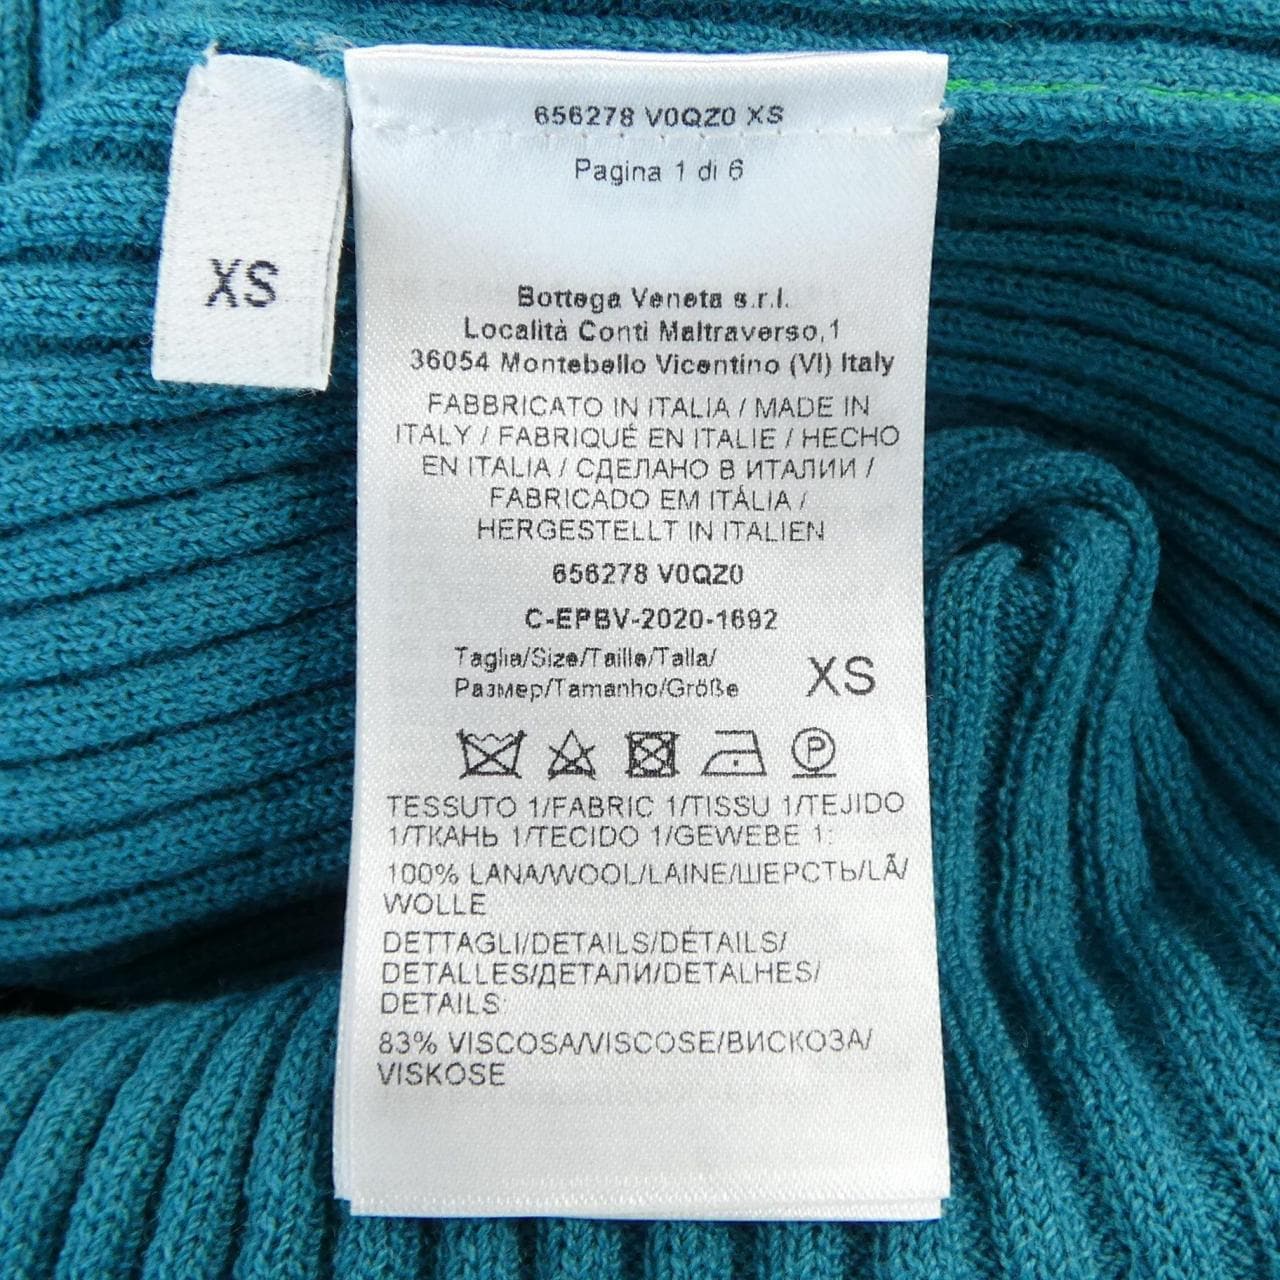 XS
656278 V0QZ0 XS
Pagina 1 di 6
Bottega Veneta s.r.l.
Località Conti Maltraverso,1
36054 Montebello Vicentino (VI) Italy
FABBRICATO IN ITALIA / MADE IN
ITALY / FABRIQUÉ EN ITALIE / HECHO
EN ITALIA / СДЕЛАНО В ИТАЛИИ /
FABRICADO EM ITÁLIA /
HERGESTELLT IN ITALIEN
656278 V0QZ0
C-EPBV-2020-1692
Taglia/Size/Taille/Talla/
Размер/Tamanho/Größe
XS
P
TESSUTO 1/FABRIC 1/TISSU 1/TEJIDO
1/ТКАНЬ 1/TECIDO 1/GEWEBE 1:
100% LANA/WOOL/LAINE/ШЕРСТЬ/LÃ/
WOLLE
DETTAGLI/DETAILS/DÉTAILS/
DETALLES/ДЕТАЛИ/DETALHES/
DETAILS:
83% VISCOSA/VISCOSE/ВИСКОЗА/
VISKOSE